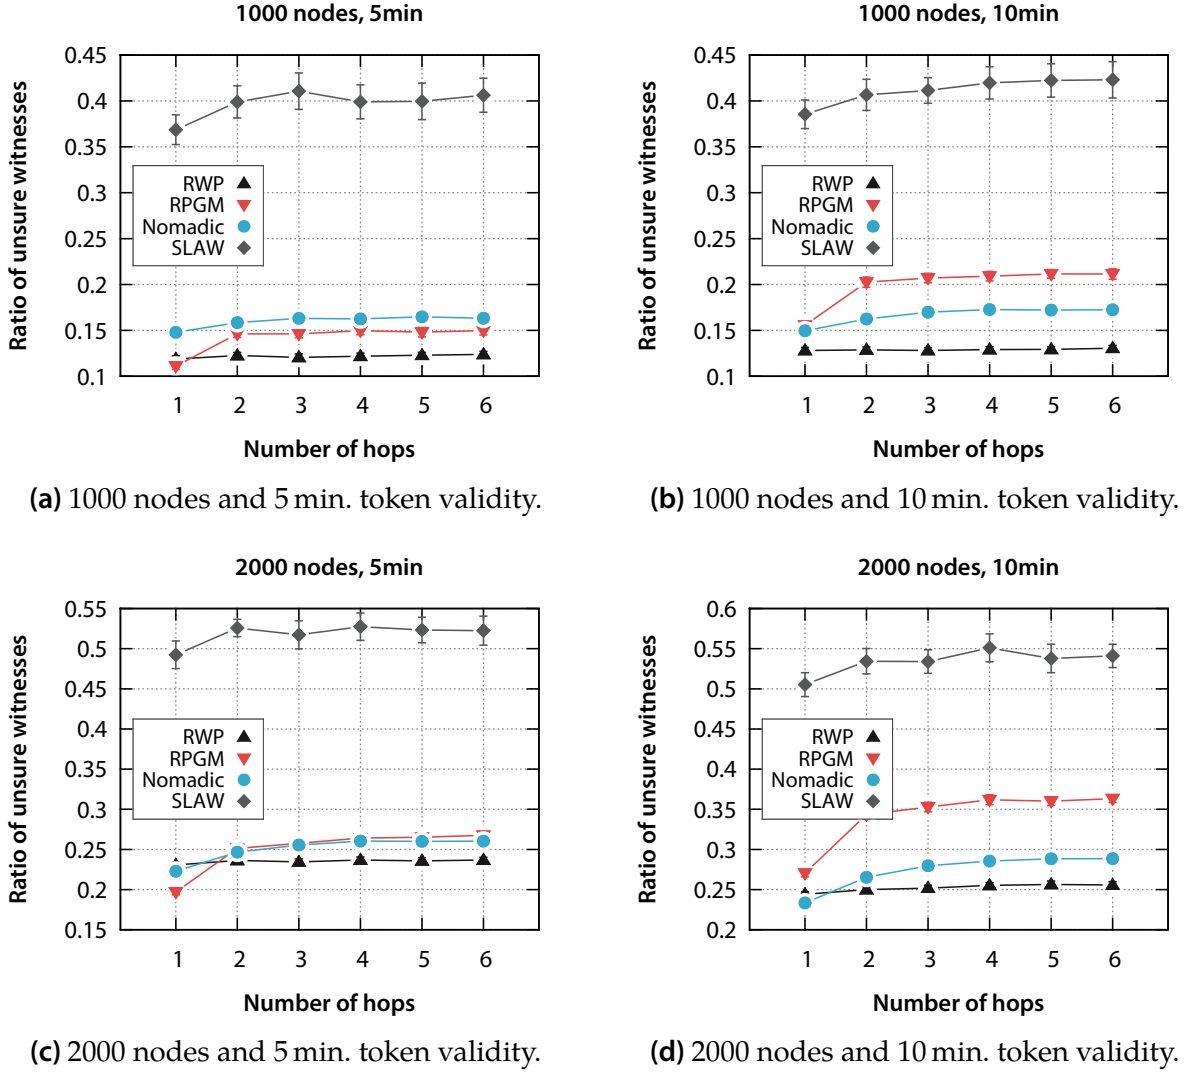 1000 nodes, 5min
Ratio of unsure witnesses
0.45
0.4
0.35
0.3
0.25
0.2
0.15
0.1
RWP
RPGM
Nomadic
SLAW
1 2 3 4 5 6
Number of hops
(a) 1000 nodes and 5 min. token validity.
1000 nodes, 10min
Ratio of unsure witnesses
0.45
0.4
0.35
0.3
0.25
0.2
0.15
0.1
RWP
RPGM
Nomadic
SLAW
1 2 3 4 5 6
Number of hops
(b) 1000 nodes and 10 min. token validity.
2000 nodes, 5min
Ratio of unsure witnesses
0.55
0.5
0.45
0.4
0.35
0.3
0.25
0.2
0.15
RWP
RPGM
Nomadic
SLAW
1 2 3 4 5 6
Number of hops
(c) 2000 nodes and 5 min. token validity.
2000 nodes, 10min
Ratio of unsure witnesses
0.6
0.55
0.5
0.45
0.4
0.35
0.3
0.25
0.2
RWP
RPGM
Nomadic
SLAW
1 2 3 4 5 6
Number of hops
(d) 2000 nodes and 10 min. token validity.